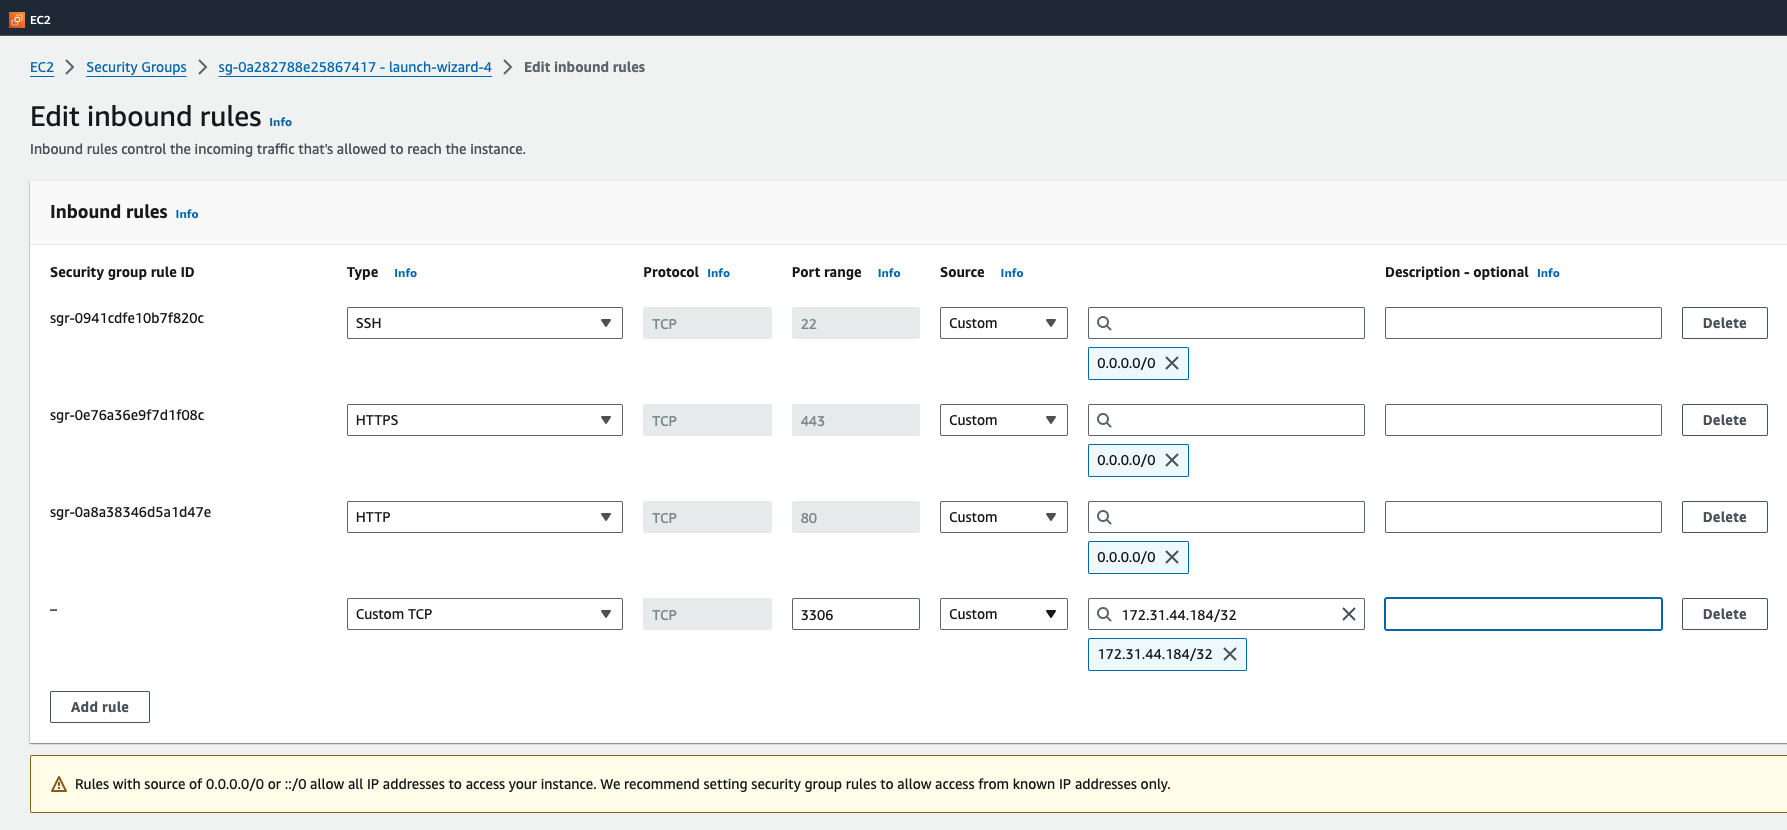 EC2
EC2 > Security Groups > sg-0a282788e25867417 - launch-wizard-4 > Edit inbound rules
Edit inbound rules Info
Inbound rules control the incoming traffic that's allowed to reach the instance.
Inbound rules Info
Security group rule ID Type Info Protocol Info Port range Info Source Info Description - optional Info
sgr-0941cdfe10b7f820c SSH TCP 22 Custom Delete
0.0.0.0/0
sgr-0e76a36e9f7d1f08c HTTPS TCP 443 Custom Delete
0.0.0.0/0
sgr-0a8a38346d5a1d47e HTTP TCP 80 Custom Delete
0.0.0.0/0
– Custom TCP TCP 3306 Custom 172.31.44.184/32 Delete
172.31.44.184/32
Add rule
Rules with source of 0.0.0.0/0 or ::/0 allow all IP addresses to access your instance. We recommend setting security group rules to allow access from known IP addresses only.